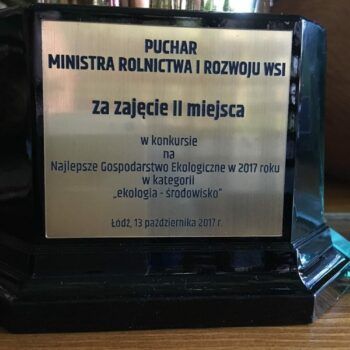 PUCHAR
MINISTRA ROLNICTWA I ROZWOJU WSI
za zajęcie II miejsca
w konkursie
na
Najlepsze Gospodarstwo Ekologiczne w 2017 roku
w kategorii
„ekologia - środowisko”
Łódź, 13 października 2017 r.